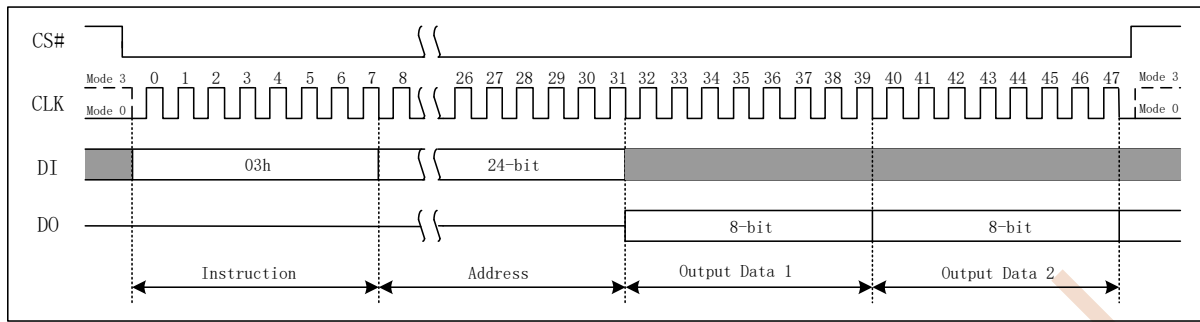 CS#
Mode 3 0 1 2 3 4 5 6 7 8 26 27 28 29 30 31 32 33 34 35 36 37 38 39 40 41 42 43 44 45 46 47 Mode 3
CLK
Mode 0 Mode 0
DI 03h 24-bit
DO 8-bit 8-bit
Instruction Address Output Data 1 Output Data 2